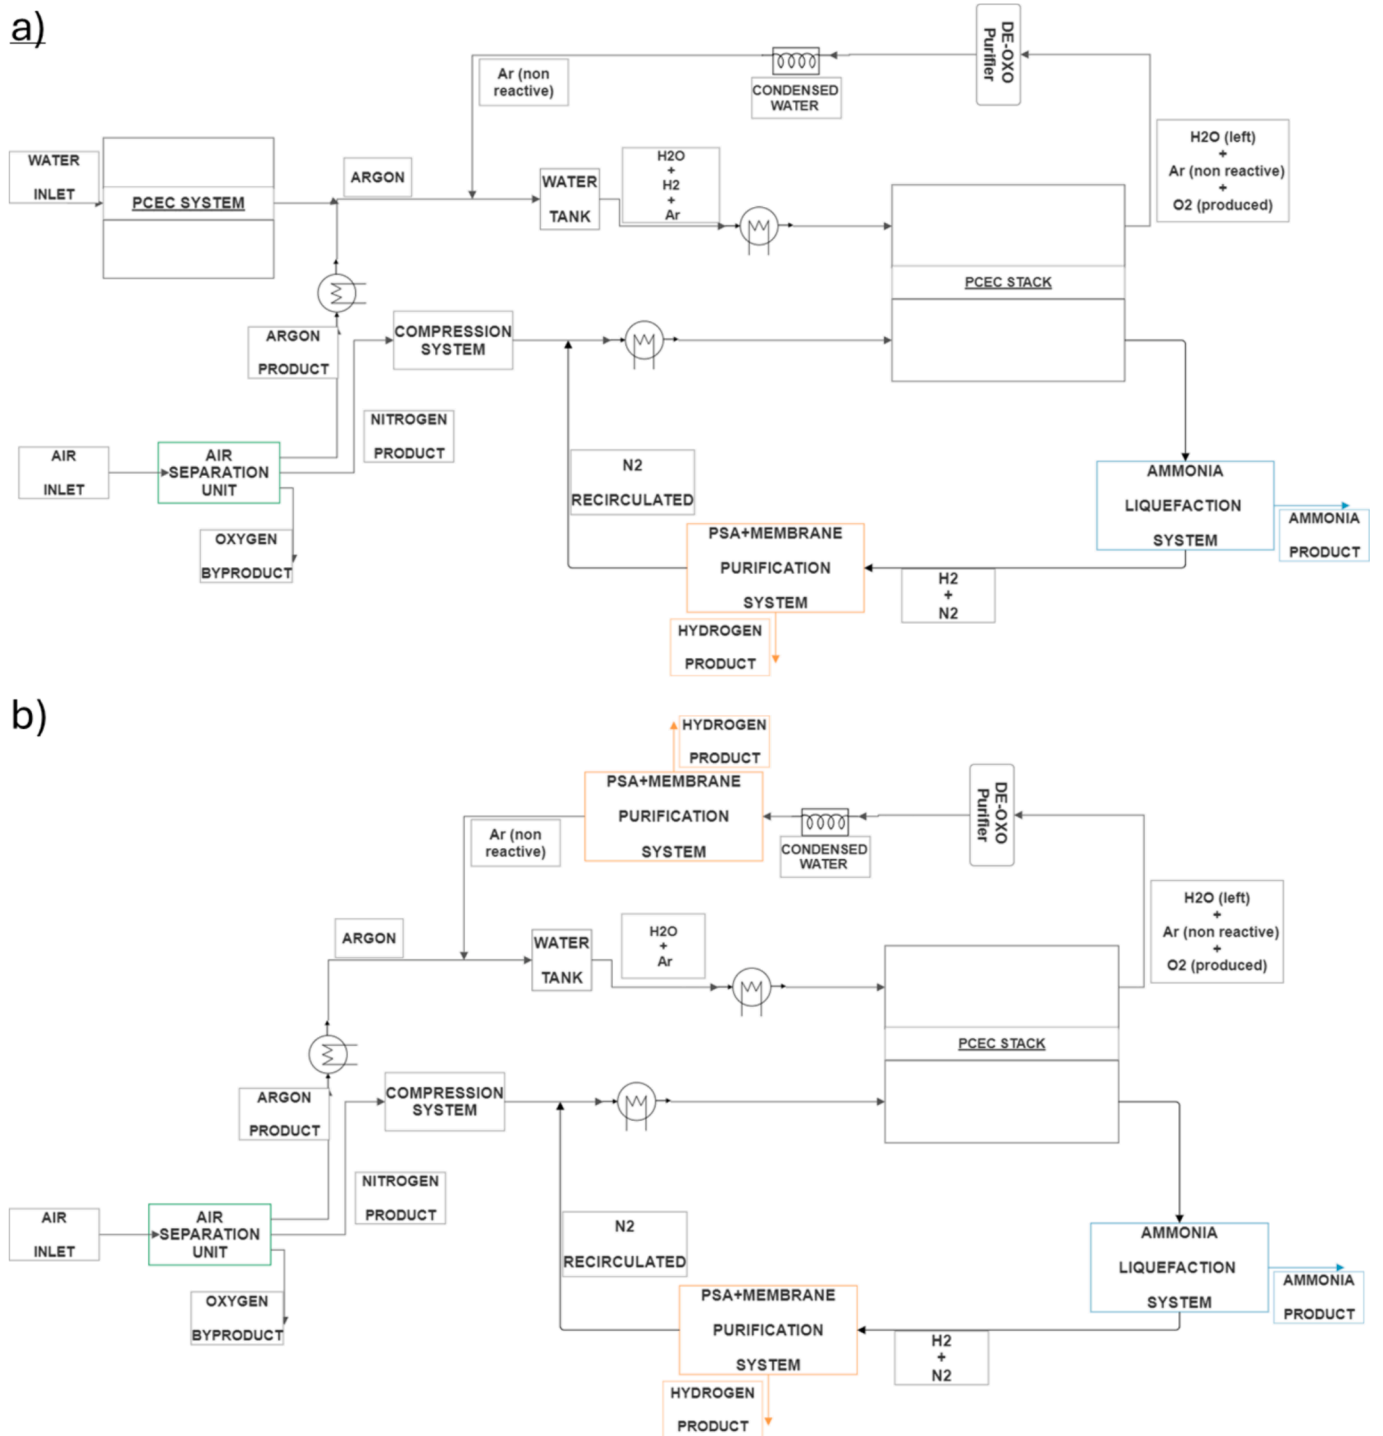 a)
DE-OXO
Purifier
Ar (non
reactive)
CONDENSED
WATER
H2O (left)
+
Ar (non reactive)
+
O2 (produced)
WATER
INLET
PCEC SYSTEM
ARGON
WATER
TANK
H2O
+
H2
+
Ar
PCEC STACK
ARGON
PRODUCT
COMPRESSION
SYSTEM
NITROGEN
PRODUCT
AIR
INLET
AIR
SEPARATION
UNIT
OXYGEN
BYPRODUCT
N2
RECIRCULATED
AMMONIA
LIQUEFACTION
SYSTEM
AMMONIA
PRODUCT
PSA+MEMBRANE
PURIFICATION
SYSTEM
H2
+
N2
HYDROGEN
PRODUCT
b)
HYDROGEN
PRODUCT
PSA+MEMBRANE
PURIFICATION
SYSTEM
DE-OXO
Purifier
Ar (non
reactive)
CONDENSED
WATER
H2O (left)
+
Ar (non reactive)
+
O2 (produced)
ARGON
WATER
TANK
H2O
+
Ar
PCEC STACK
ARGON
PRODUCT
COMPRESSION
SYSTEM
NITROGEN
PRODUCT
AIR
INLET
AIR
SEPARATION
UNIT
OXYGEN
BYPRODUCT
N2
RECIRCULATED
AMMONIA
LIQUEFACTION
SYSTEM
AMMONIA
PRODUCT
PSA+MEMBRANE
PURIFICATION
SYSTEM
H2
+
N2
HYDROGEN
PRODUCT